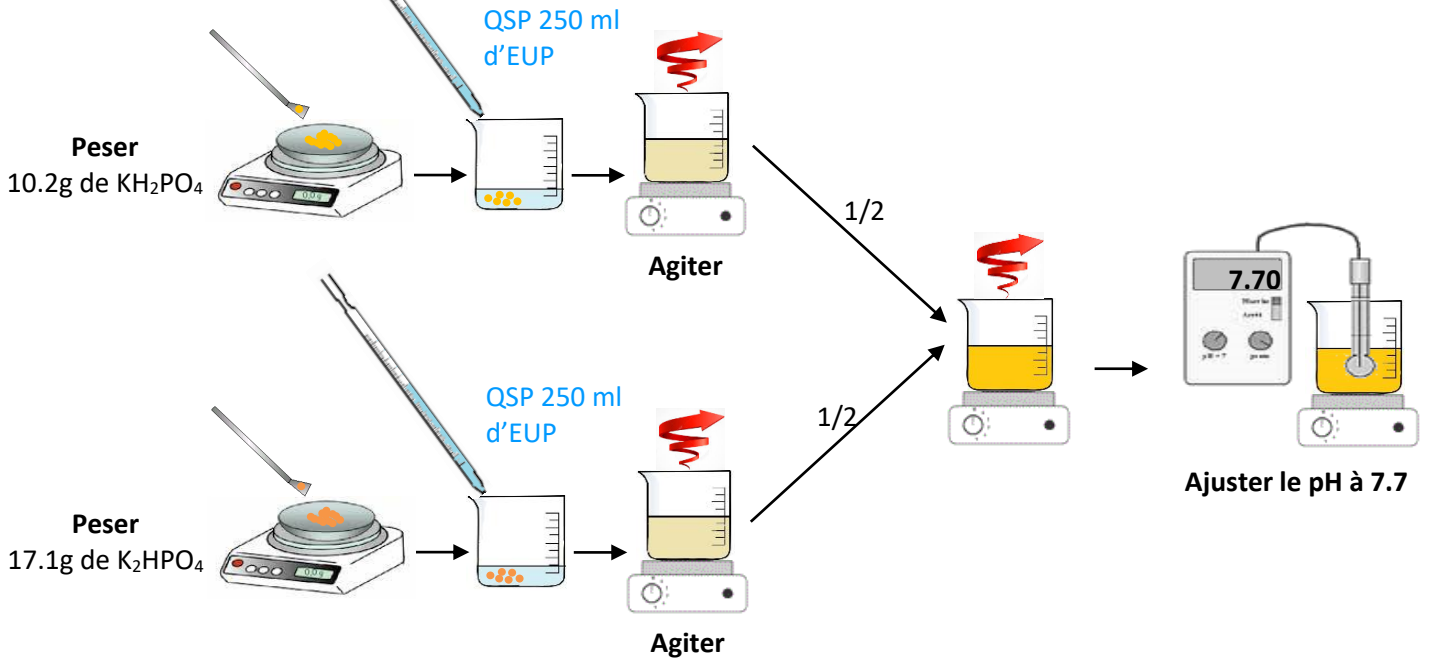 QSP 250 ml
d’EUP
Peser
10.2g de KH₂PO₄
Agiter
1/2
7.70
QSP 250 ml
d’EUP
1/2
Ajuster le pH à 7.7
Peser
17.1g de K₂HPO₄
Agiter